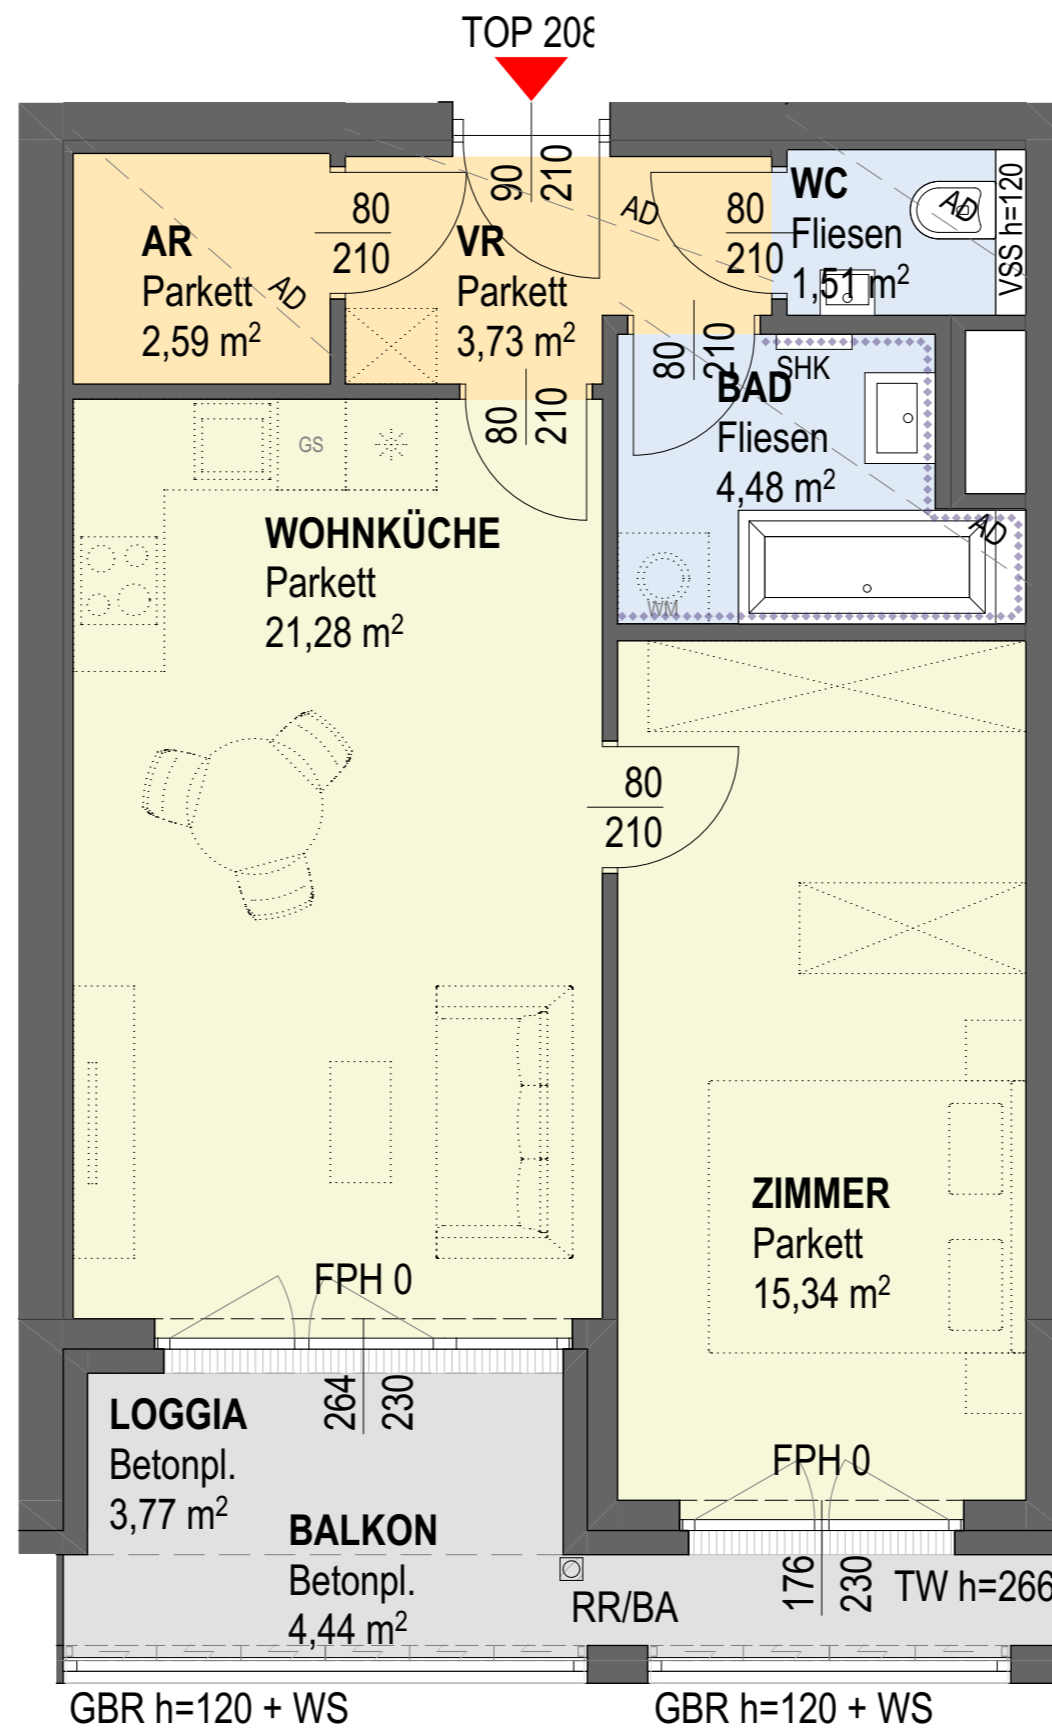 TOP 208
90
210
AD
WC
Fliesen
1,51 m²
AD
VSS h=120
AR
Parkett
2,59 m²
AD
80
210
VR
Parkett
3,73 m²
80
210
80
210
SHK
BAD
Fliesen
4,48 m²
AD
WM
80
210
GS
WOHNKÜCHE
Parkett
21,28 m²
80
210
ZIMMER
Parkett
15,34 m²
FPH 0
264
230
LOGGIA
Betonpl.
3,77 m²
BALKON
Betonpl.
4,44 m²
FPH 0
176
230
RR/BA
TW h=266
GBR h=120 + WS
GBR h=120 + WS